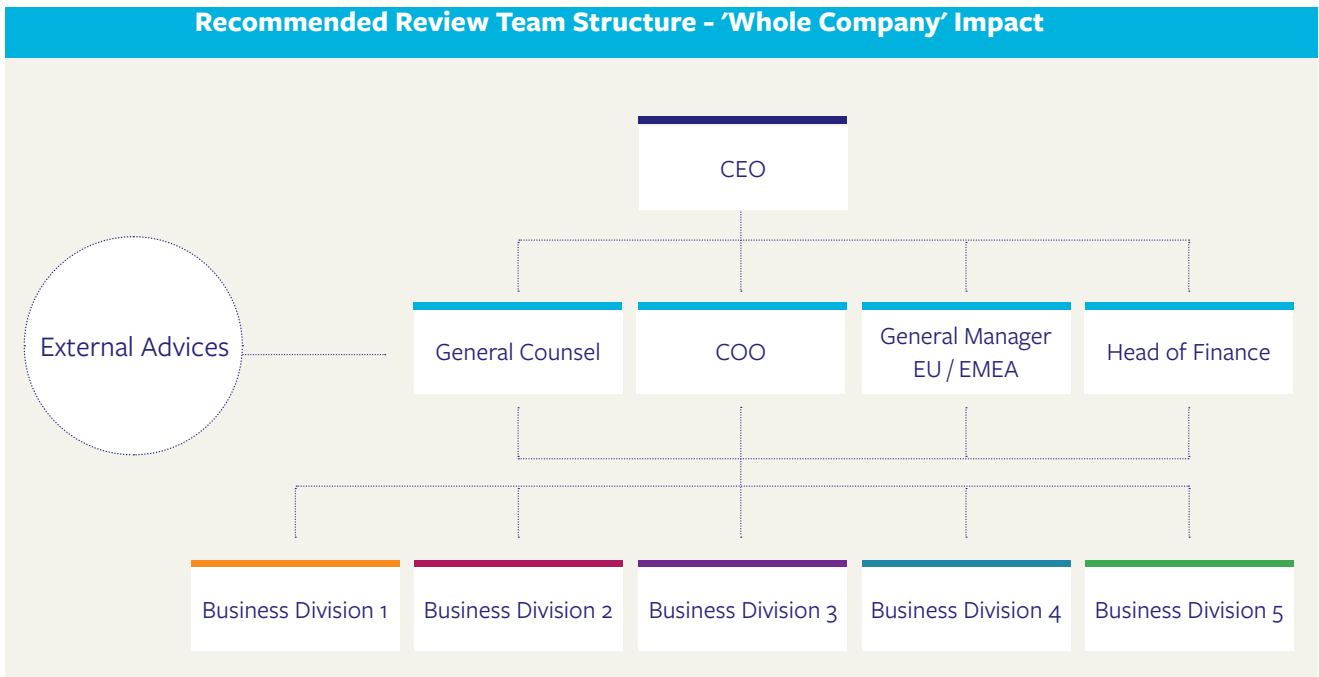 Recommended Review Team Structure - 'Whole Company' Impact
CEO
External Advices
General Counsel
COO
General Manager
EU / EMEA
Head of Finance
Business Division 1
Business Division 2
Business Division 3
Business Division 4
Business Division 5